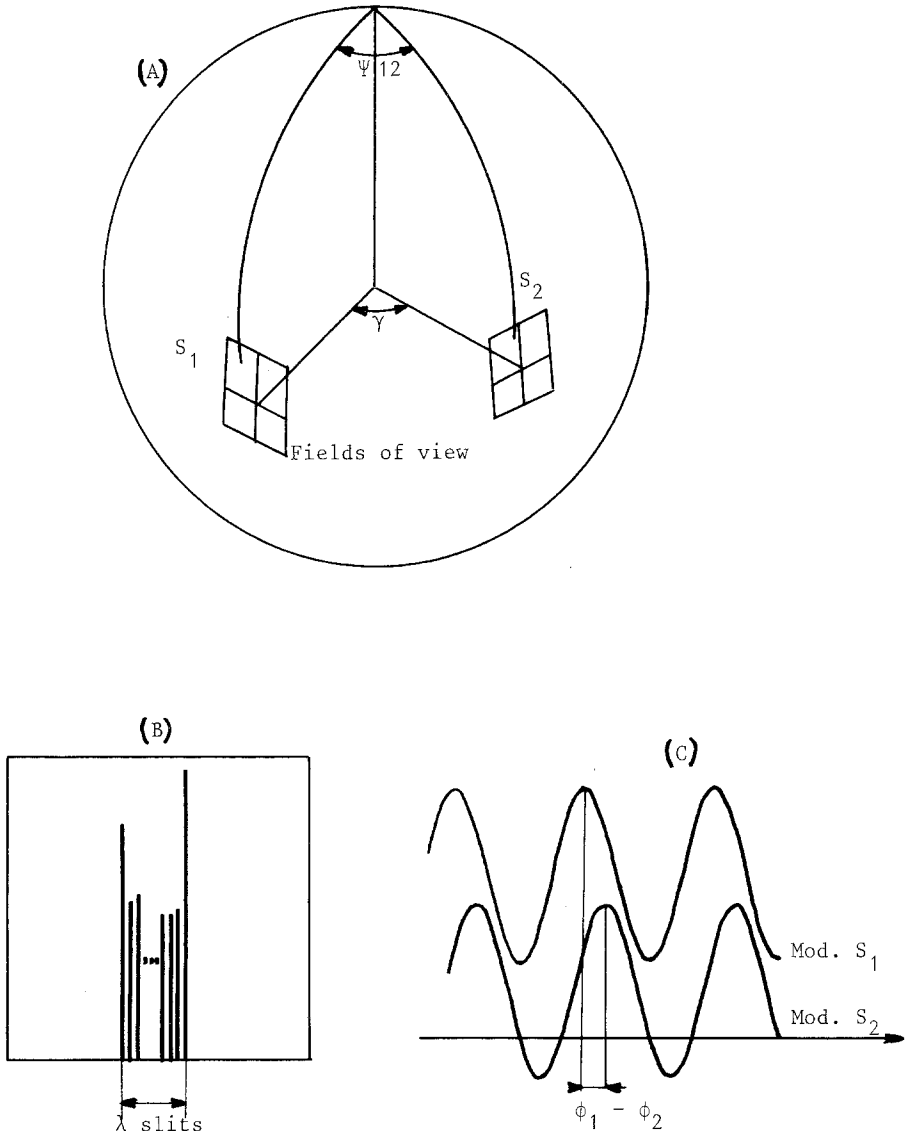 (A)
Ψ 12
S₂
γ
S₁
Fields of view
(B)
(C)
Mod. S₁
Mod. S₂
λ slits
ϕ₁ - ϕ₂